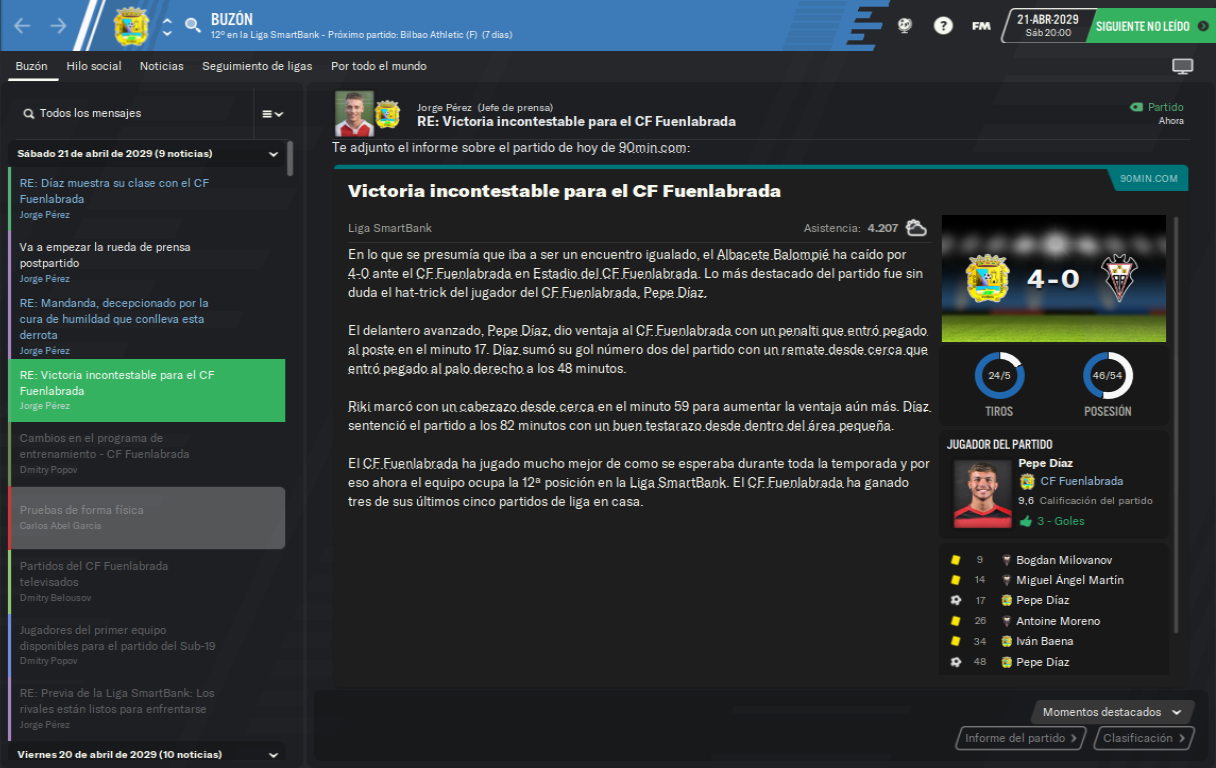 BUZÓN
12º en la Liga SmartBank - Próximo partido: Bilbao Athletic (F) (7 días)
?
FM
21-ABR-2029
Sáb 20:00
SIGUIENTE NO LEÍDO
Buzón
Hilo social
Noticias
Seguimiento de ligas
Por todo el mundo
Todos los mensajes
Sábado 21 de abril de 2029 (9 noticias)
RE: Díaz muestra su clase con el CF
Fuenlabrada
Jorge Pérez
Va a empezar la rueda de prensa
postpartido
Jorge Pérez
RE: Mandanda, decepcionado por la
cura de humildad que conlleva esta
derrota
Jorge Pérez
RE: Victoria incontestable para el CF
Fuenlabrada
Jorge Pérez
Cambios en el programa de
entrenamiento - CF Fuenlabrada
Dmitry Popov
Pruebas de forma física
Carlos Abel García
Partidos del CF Fuenlabrada
televisados
Dmitry Belousov
Jugadores del primer equipo
disponibles para el partido del Sub-19
Dmitry Popov
RE: Previa de la Liga SmartBank: Los
rivales están listos para enfrentarse
Jorge Pérez
Viernes 20 de abril de 2029 (10 noticias)
Jorge Pérez (Jefe de prensa)
RE: Victoria incontestable para el CF Fuenlabrada
Partido
Ahora
Te adjunto el informe sobre el partido de hoy de 90min.com:
90MIN.COM
Victoria incontestable para el CF Fuenlabrada
Liga SmartBank
Asistencia: 4.207
En lo que se presumía que iba a ser un encuentro igualado, el Albacete Balompié ha caído por
4-0 ante el CF Fuenlabrada en Estadio del CF Fuenlabrada. Lo más destacado del partido fue sin
duda el hat-trick del jugador del CF Fuenlabrada, Pepe Díaz.
El delantero avanzado, Pepe Díaz, dio ventaja al CF Fuenlabrada con un penalti que entró pegado
al poste en el minuto 17. Díaz sumó su gol número dos del partido con un remate desde cerca que
entró pegado al palo derecho a los 48 minutos.
Riki marcó con un cabezazo desde cerca en el minuto 59 para aumentar la ventaja aún más. Díaz
sentenció el partido a los 82 minutos con un buen testarazo desde dentro del área pequeña.
El CF Fuenlabrada ha jugado mucho mejor de como se esperaba durante toda la temporada y por
eso ahora el equipo ocupa la 12ª posición en la Liga SmartBank. El CF Fuenlabrada ha ganado
tres de sus últimos cinco partidos de liga en casa.
4-0
24/5
TIROS
46/54
POSESIÓN
JUGADOR DEL PARTIDO
Pepe Díaz
CF Fuenlabrada
9,6 Calificación del partido
3 - Goles
9 Bogdan Milovanov
14 Miguel Ángel Martín
17 Pepe Díaz
26 Antoine Moreno
34 Iván Baena
48 Pepe Díaz
Momentos destacados
Informe del partido
Clasificación